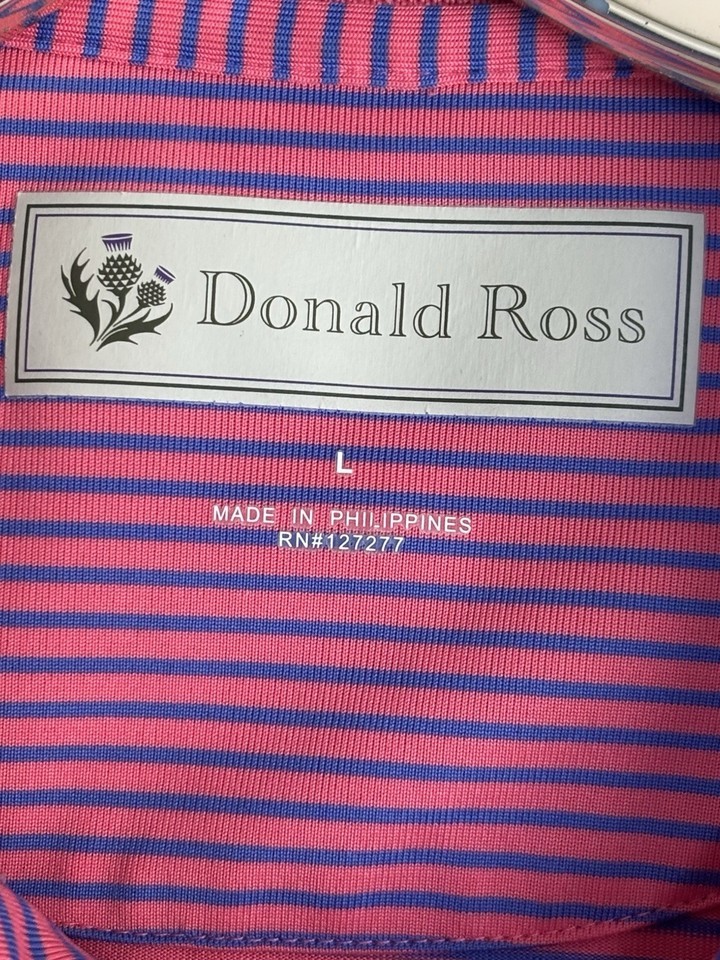 Donald Ross
L
MADE IN PHILIPPINES
RN#127277